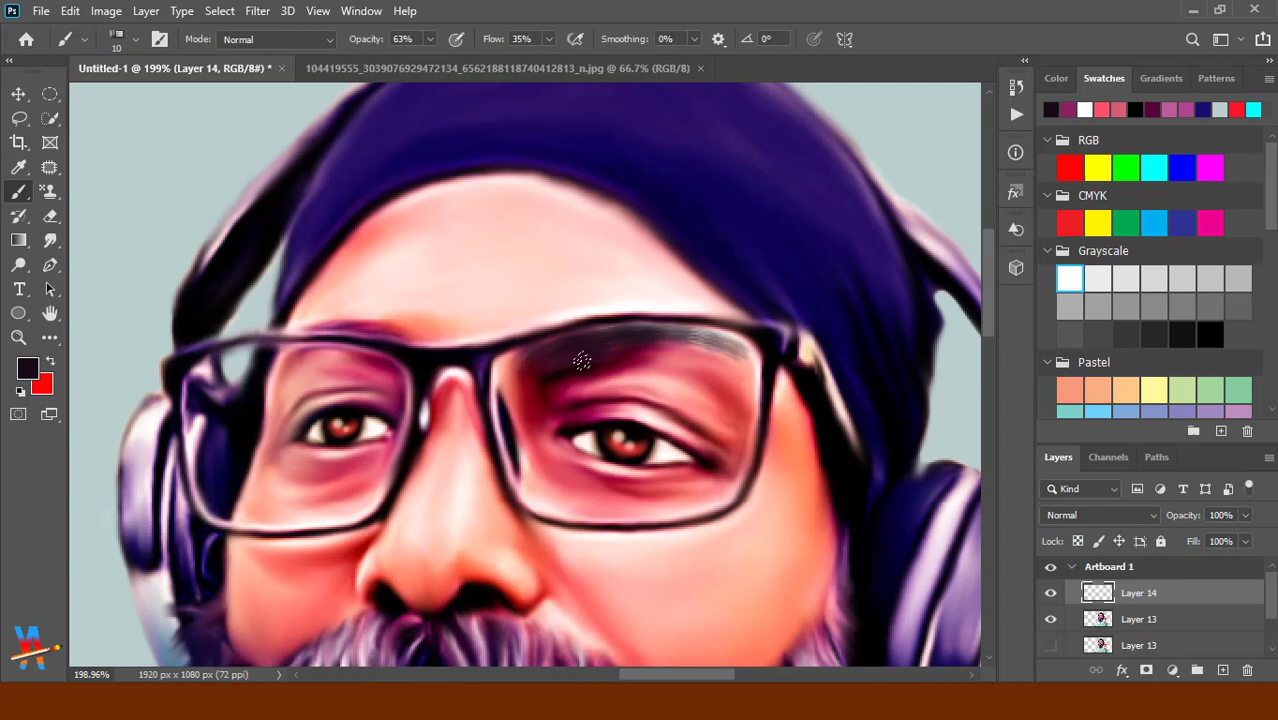 Ps File Edit Image Layer Type Select Filter 3D View Window Help
10 Mode: Normal Opacity: 63% Flow: 35% Smoothing: 0% 0°
Untitled-1 @ 199% (Layer 14, RGB/8#) * × 104419555_3039076929472134_6562188118740412813_n.jpg @ 66.7% (RGB/8) ×
Color Swatches Gradients Patterns
RGB
CMYK
Grayscale
Pastel
Layers Channels Paths
Kind
Normal Opacity: 100%
Lock: Fill: 100%
Artboard 1
Layer 14
Layer 13
Layer 13
fx
198.96% 1920 px x 1080 px (72 ppi)